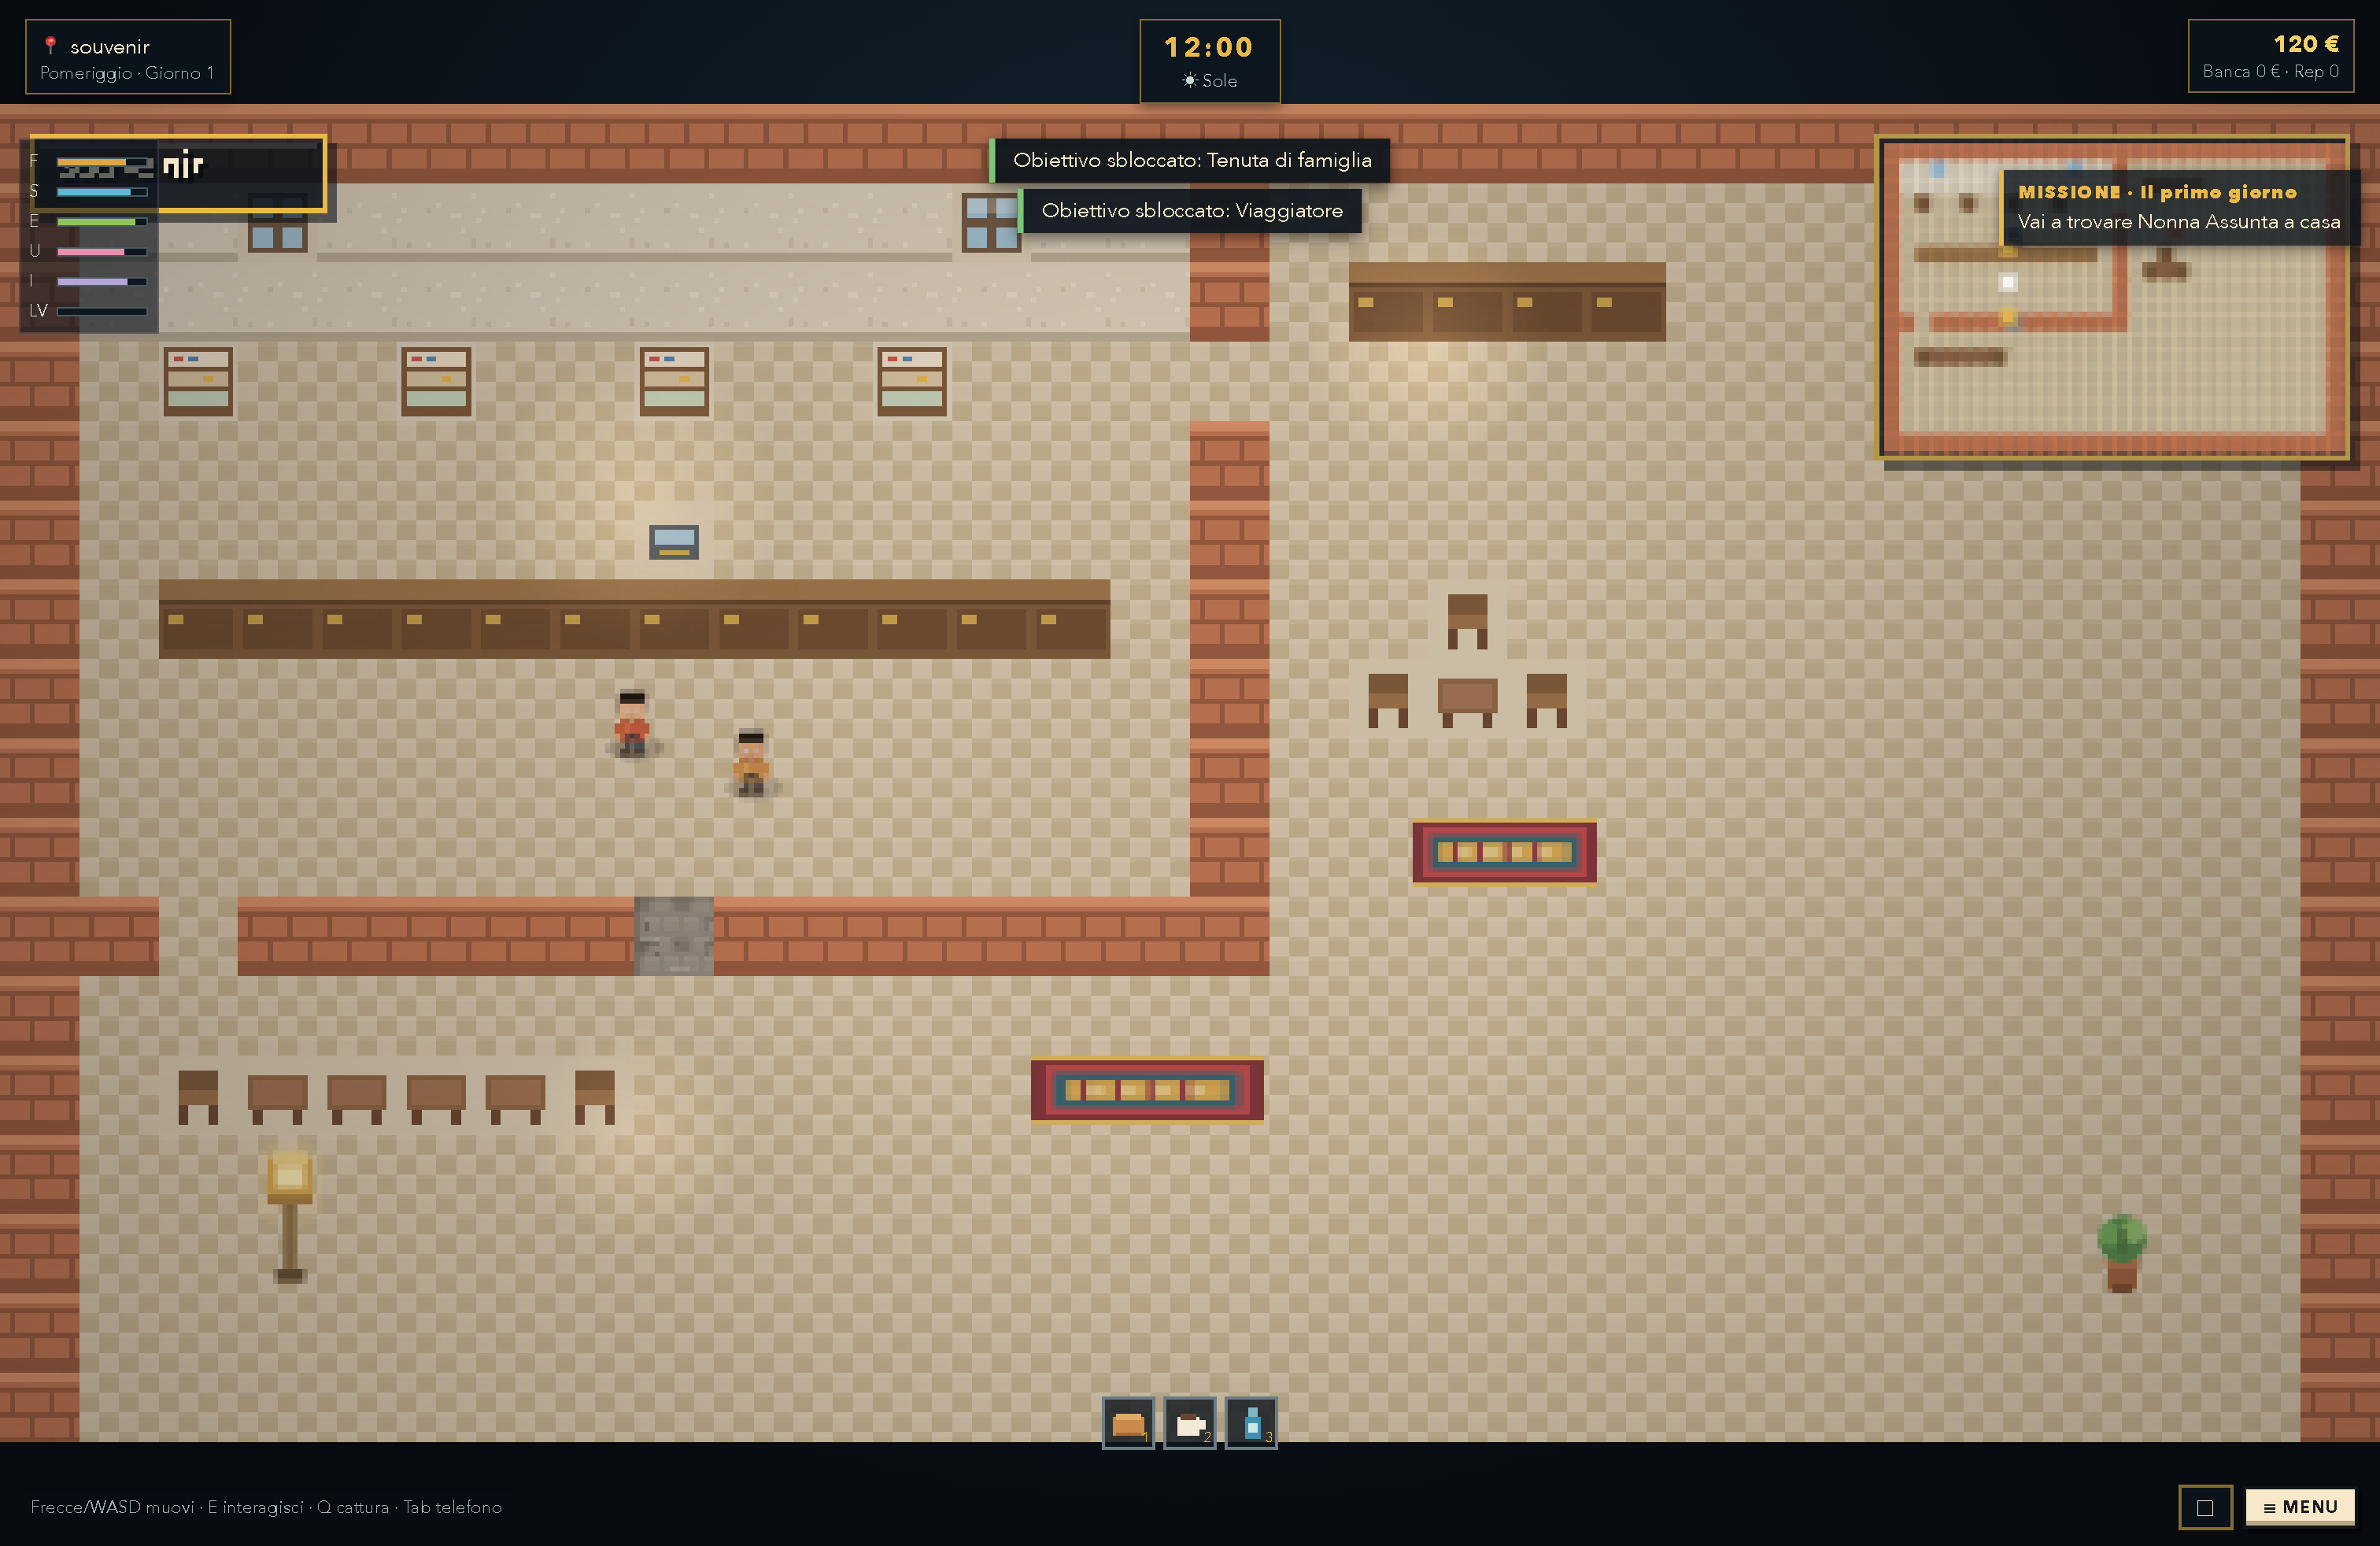 souvenir
Pomeriggio · Giorno 1
12:00
Sole
120 €
Banca 0 € · Rep 0
F
S
E
U
I
LV
Obiettivo sbloccato: Tenuta di famiglia
Obiettivo sbloccato: Viaggiatore
MISSIONE · Il primo giorno
Vai a trovare Nonna Assunta a casa
1
2
3
Frecce/WASD muovi · E interagisci · Q cattura · Tab telefono
≡ MENU